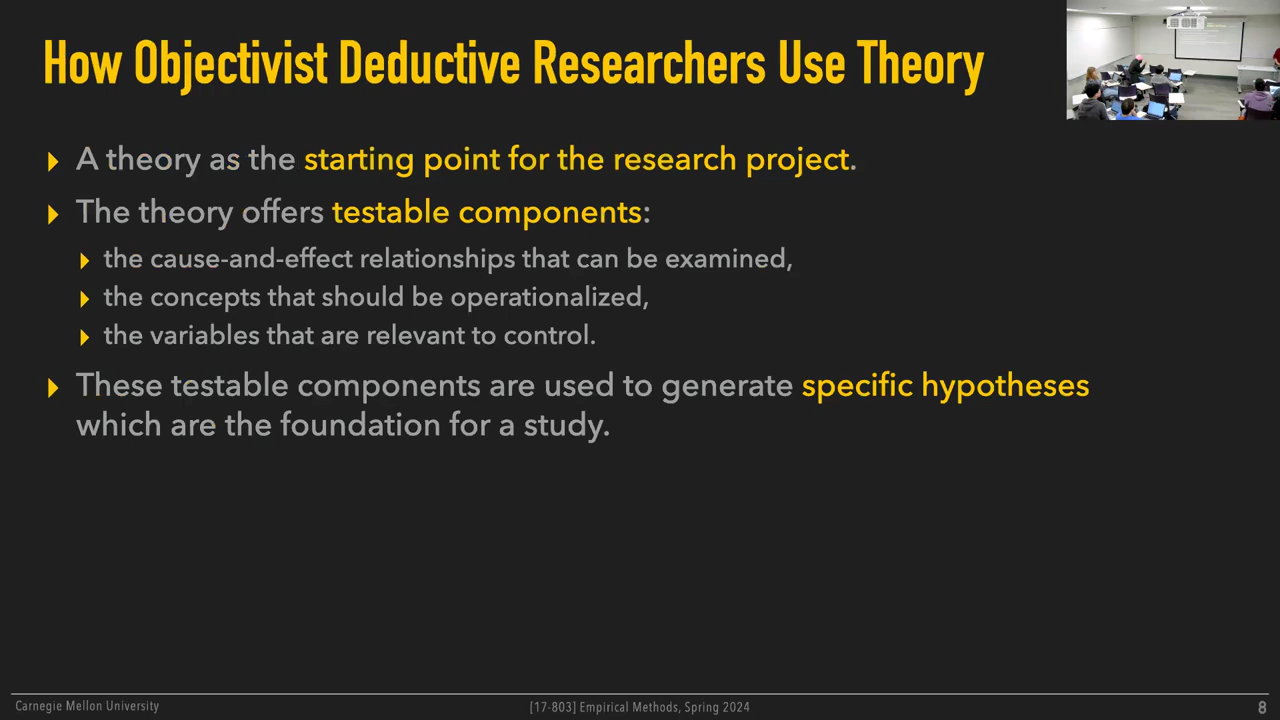 How Objectivist Deductive Researchers Use Theory
A theory as the starting point for the research project.
The theory offers testable components:
the cause-and-effect relationships that can be examined,
the concepts that should be operationalized,
the variables that are relevant to control.
These testable components are used to generate specific hypotheses
which are the foundation for a study.
Carnegie Mellon University
[17-803] Empirical Methods, Spring 2024
8